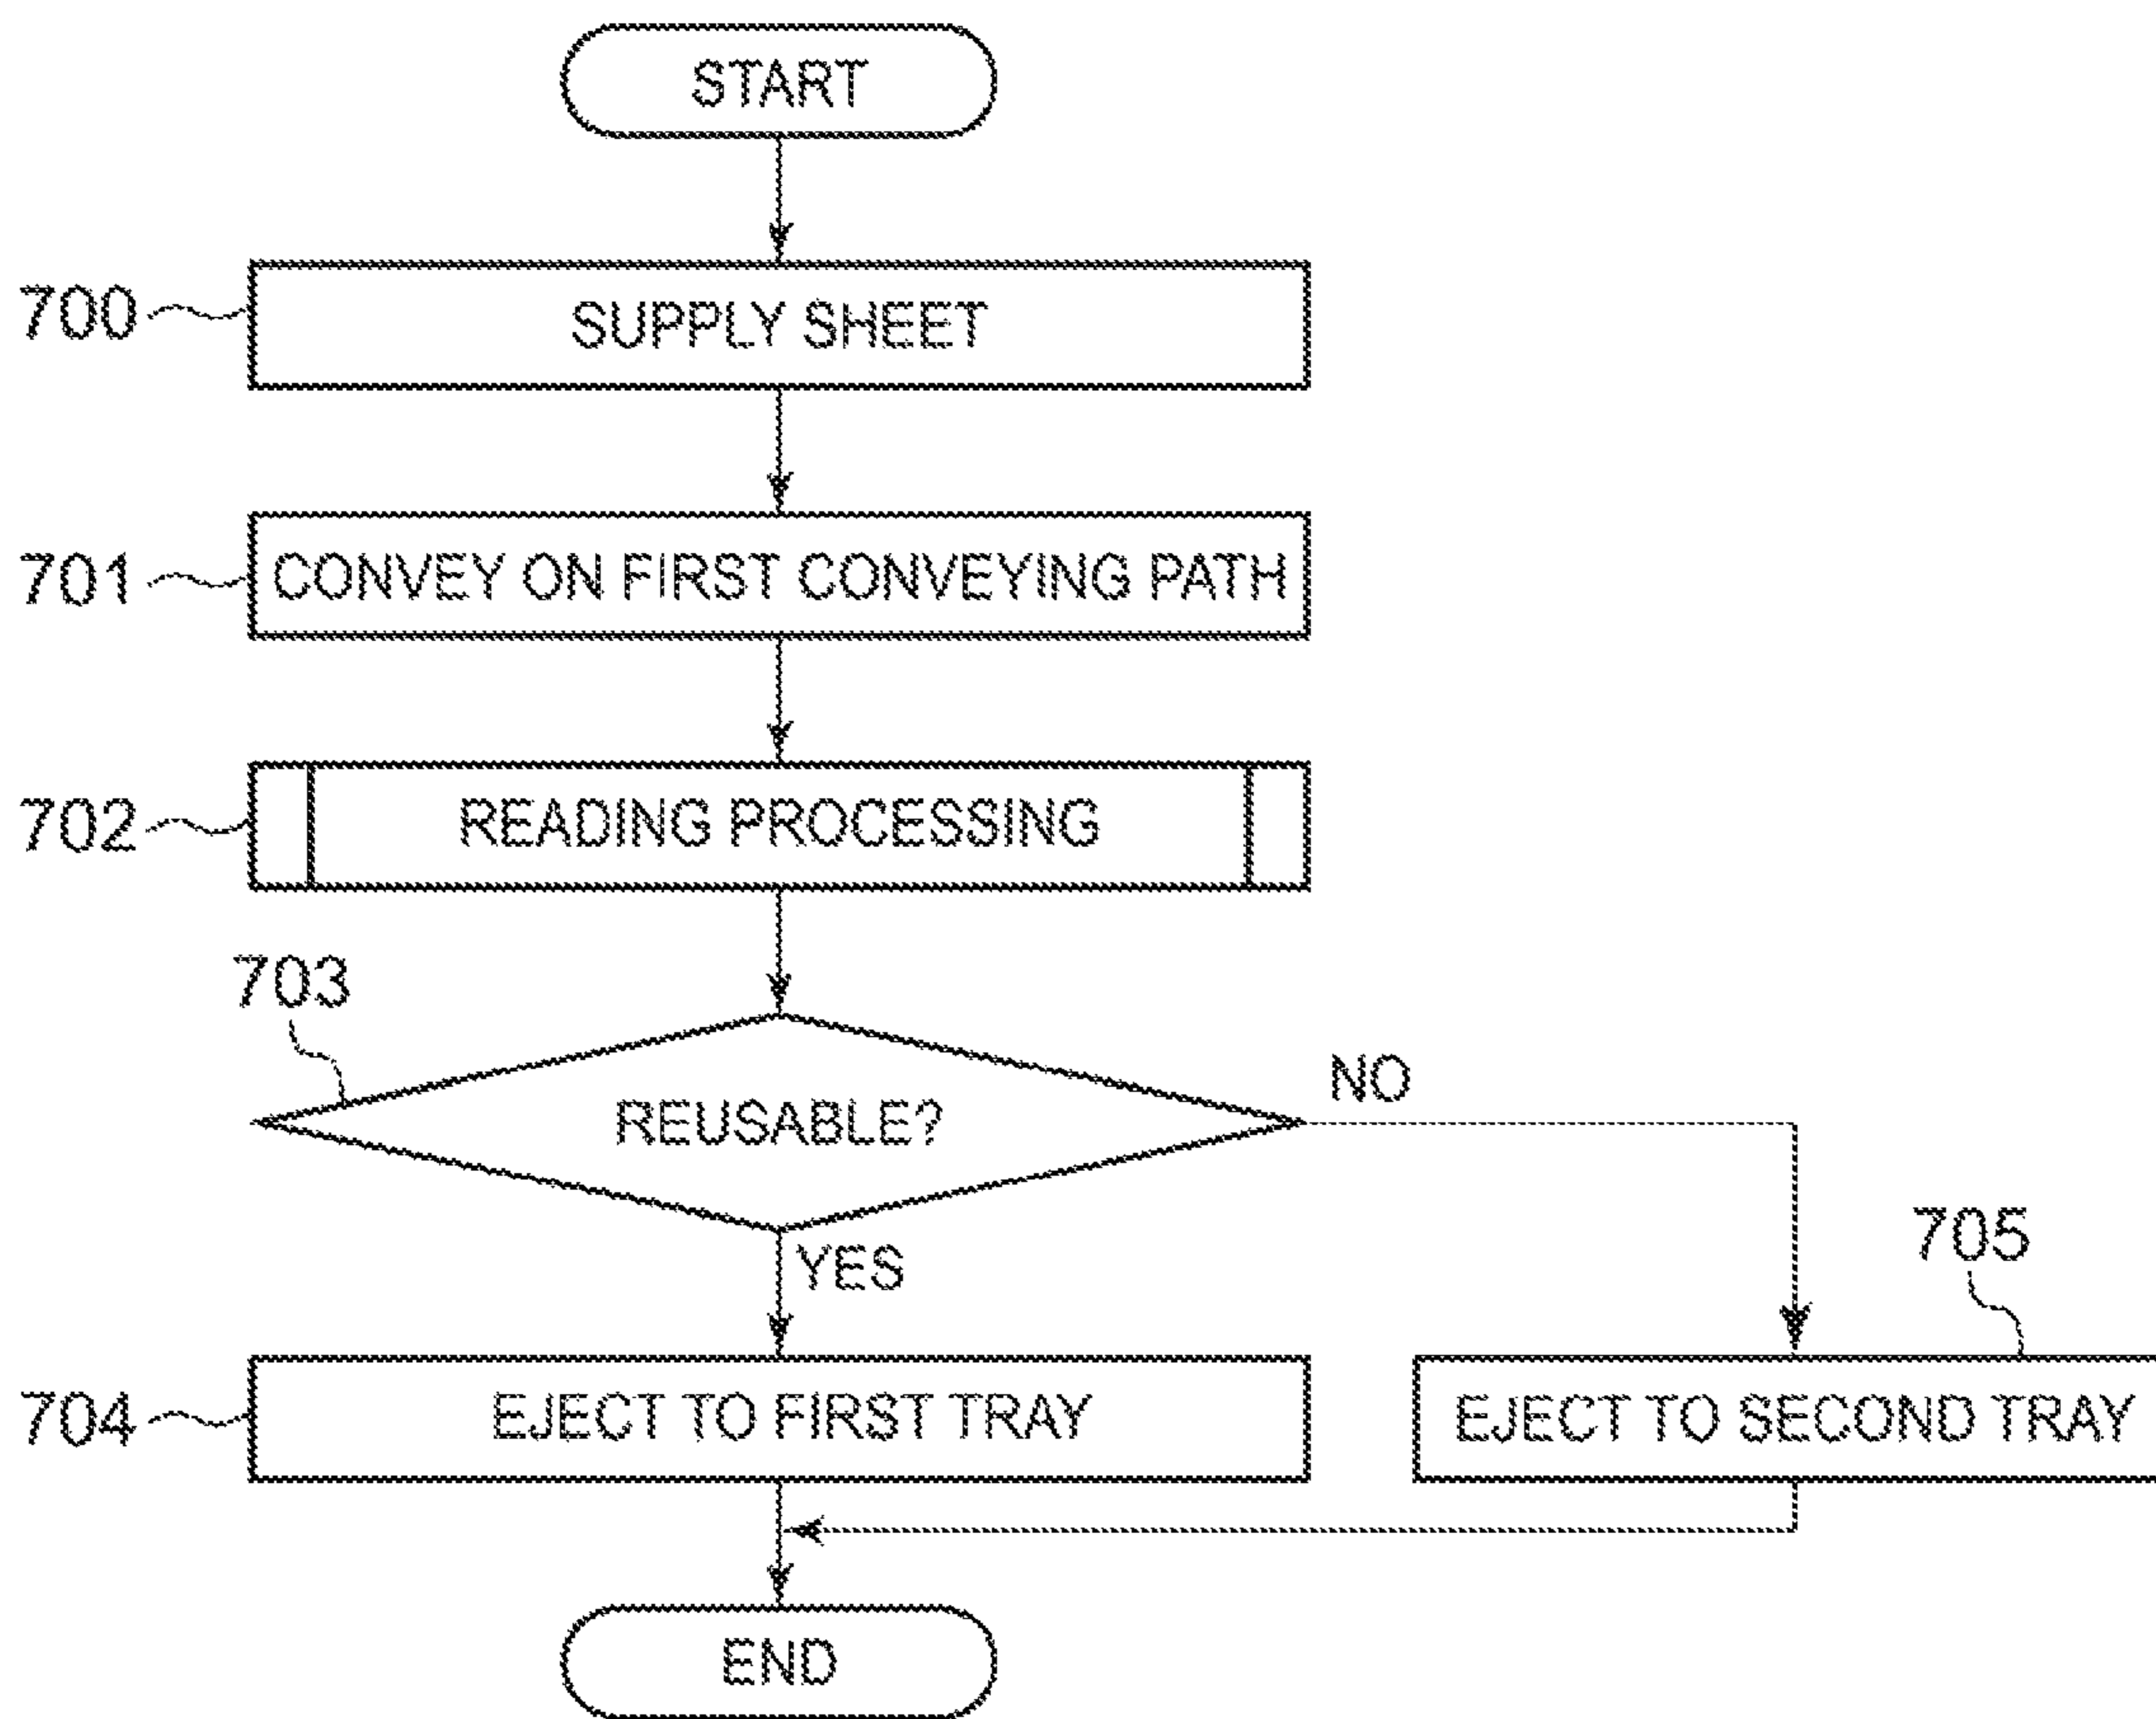 START
700
SUPPLY SHEET
701
CONVEY ON FIRST CONVEYING PATH
702
READING PROCESSING
703
REUSABLE?
NO
YES
705
704
EJECT TO FIRST TRAY
EJECT TO SECOND TRAY
END